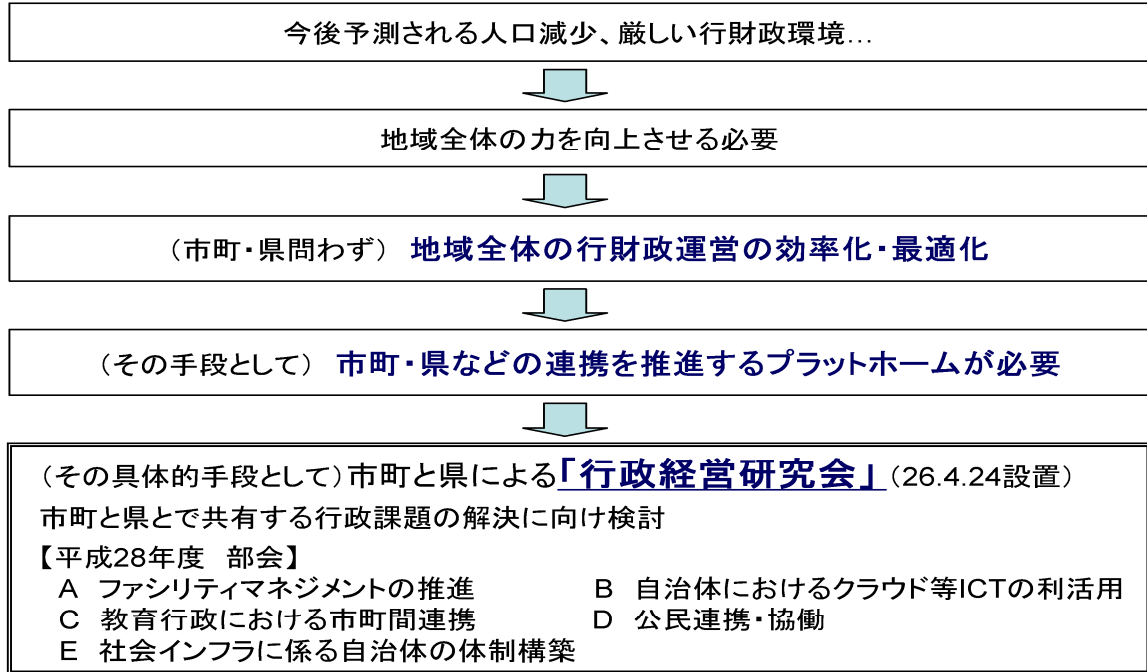 今後予測される人口減少、厳しい行財政環境…
地域全体の力を向上させる必要
（市町・県問わず） 地域全体の行財政運営の効率化・最適化
（その手段として） 市町・県などの連携を推進するプラットホームが必要
（その具体的手段として）市町と県による「行政経営研究会」（26.4.24設置）
市町と県とで共有する行政課題の解決に向け検討
【平成28年度　部会】
A　ファシリティマネジメントの推進　B　自治体におけるクラウド等ICTの利活用
C　教育行政における市町間連携　D　公民連携・協働
E　社会インフラに係る自治体の体制構築